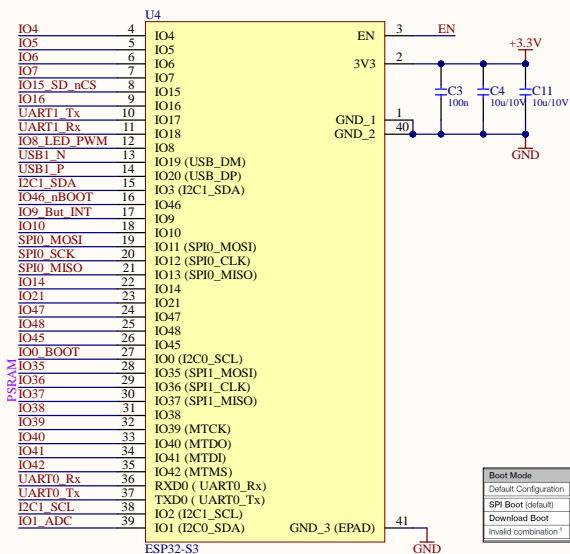 U4
IO4 4 IO4 EN 3 EN
IO5 5 IO5
IO6 6 IO6 3V3 2 +3.3V
IO7 7 IO7
IO15_SD_nCS 8 IO15 C3 C4 C11
IO16 9 IO16 100n 10u/10V 10u/10V
UART1_Tx 10 IO17 GND_1 1
UART1_Rx 11 IO18 GND_2 40
IO8_LED_PWM 12 IO8 GND
USB1_N 13 IO19 (USB_DM)
USB1_P 14 IO20 (USB_DP)
I2C1_SDA 15 IO3 (I2C1_SDA)
IO46_nBOOT 16 IO46
IO9_But_INT 17 IO9
IO10 18 IO10
SPI0_MOSI 19 IO11 (SPI0_MOSI)
SPI0_SCK 20 IO12 (SPI0_CLK)
SPI0_MISO 21 IO13 (SPI0_MISO)
IO14 22 IO14
IO21 23 IO21
IO47 24 IO47
IO48 25 IO48
IO45 26 IO45
IO0_BOOT 27 IO0 (I2C0_SCL)
PSRAM
IO35 28 IO35 (SPI1_MOSI)
IO36 29 IO36 (SPI1_CLK)
IO37 30 IO37 (SPI1_MISO)
IO38 31 IO38
IO39 32 IO39 (MTCK)
IO40 33 IO40 (MTDO)
IO41 34 IO41 (MTDI)
IO42 35 IO42 (MTMS)
UART0_Rx 36 RXD0 ( UART0_Rx)
UART0_Tx 37 TXD0 ( UART0_Tx)
I2C1_SCL 38 IO2 (I2C1_SCL)
IO1_ADC 39 IO1 (I2C0_SDA) GND_3 (EPAD) 41
ESP32-S3 GND
Boot Mode
Default Configuration
SPI Boot (default)
Download Boot
Invalid combination ¹